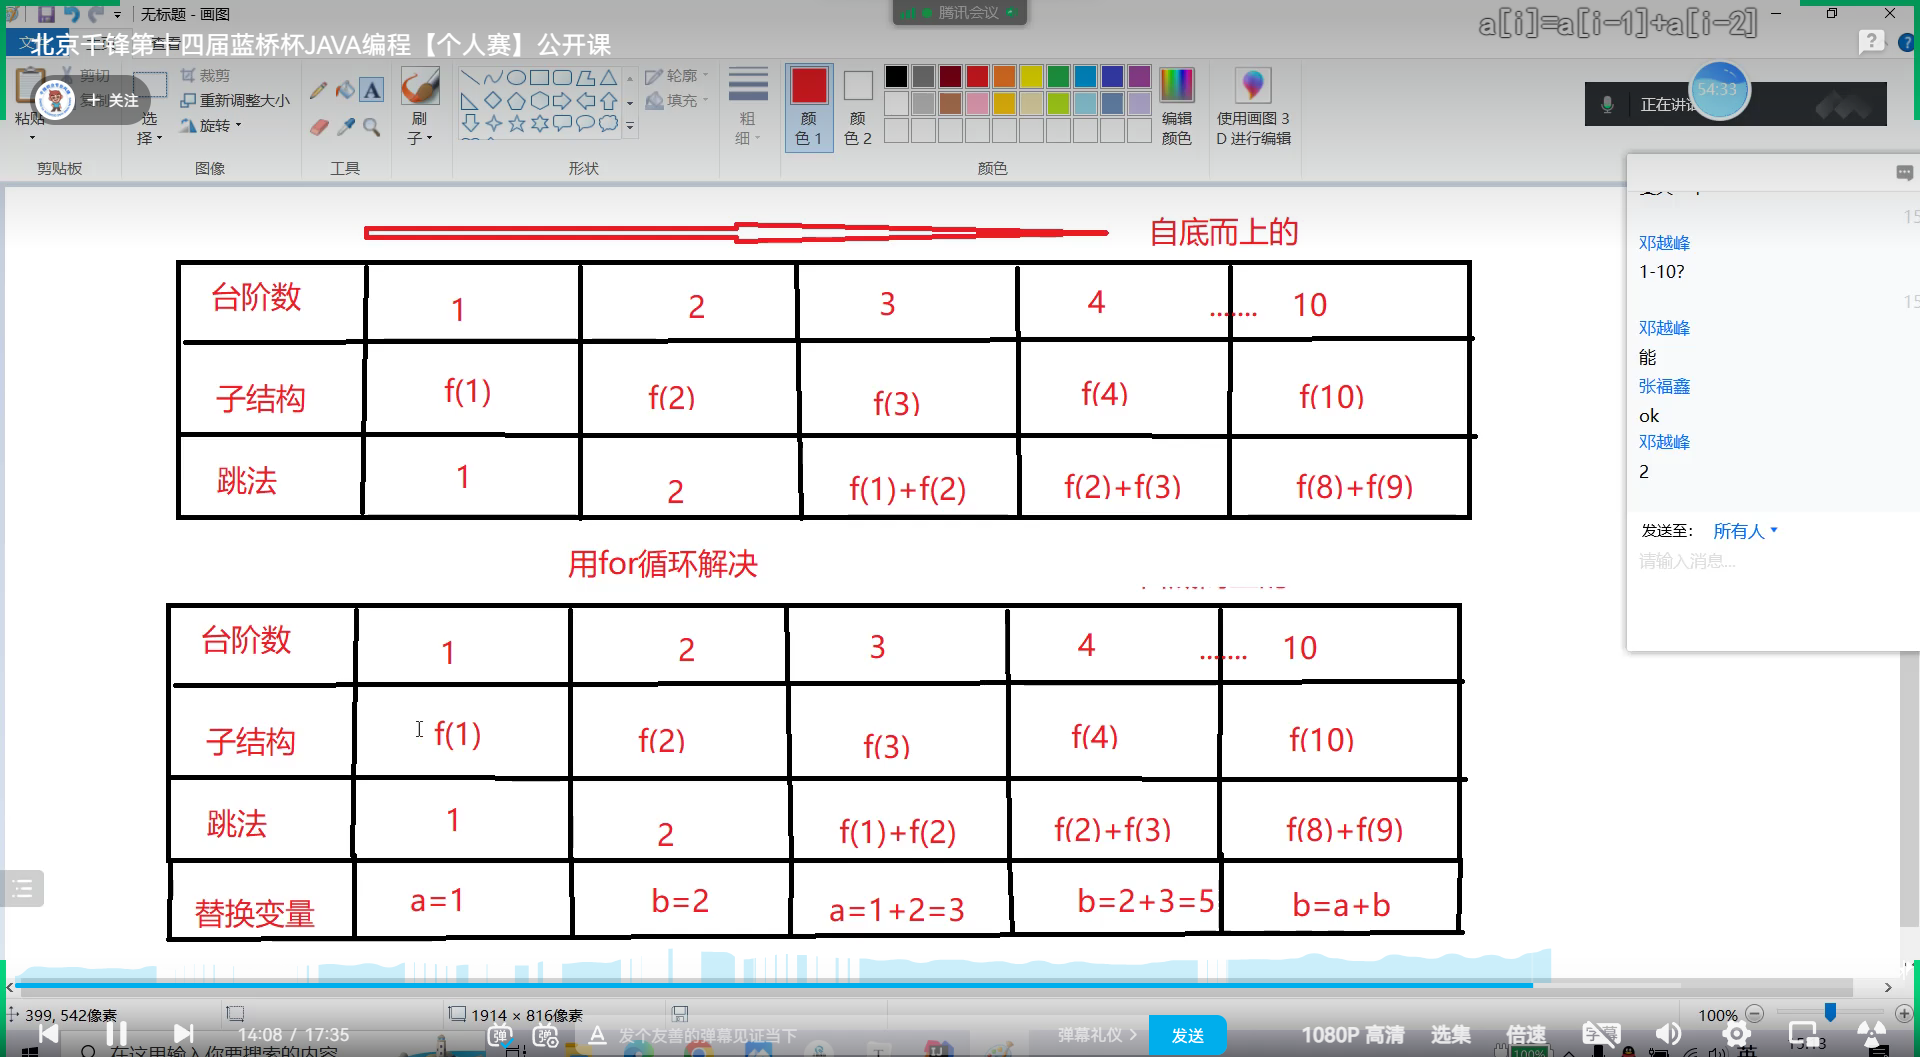 无标题 - 画图
腾讯会议
a[i]=a[i-1]+a[i-2]
北京千锋第十四届蓝桥杯JAVA编程【个人赛】公开课
剪切
裁剪
重新调整大小
旋转
粘贴
+ 关注
选择
刷子
轮廓
填充
粗细
颜色 1
颜色 2
编辑颜色
使用画图 3D 进行编辑
剪贴板
图像
工具
形状
颜色
54:33
正在讲话
自底而上的
台阶数 1 2 3 4 ....... 10
子结构 f(1) f(2) f(3) f(4) f(10)
跳法 1 2 f(1)+f(2) f(2)+f(3) f(8)+f(9)
用for循环解决
台阶数 1 2 3 4 ....... 10
子结构 f(1) f(2) f(3) f(4) f(10)
跳法 1 2 f(1)+f(2) f(2)+f(3) f(8)+f(9)
替换变量 a=1 b=2 a=1+2=3 b=2+3=5 b=a+b
邓越峰
1-10?
邓越峰
能
张福鑫
ok
邓越峰
2
发送至: 所有人
请输入消息...
399, 542像素
1914 × 816像素
100%
14:08 / 17:35
发个友善的弹幕见证当下
弹幕礼仪 >
发送
1080P 高清
选集
倍速
字幕
在这里输入你要搜索的内容
100%
英